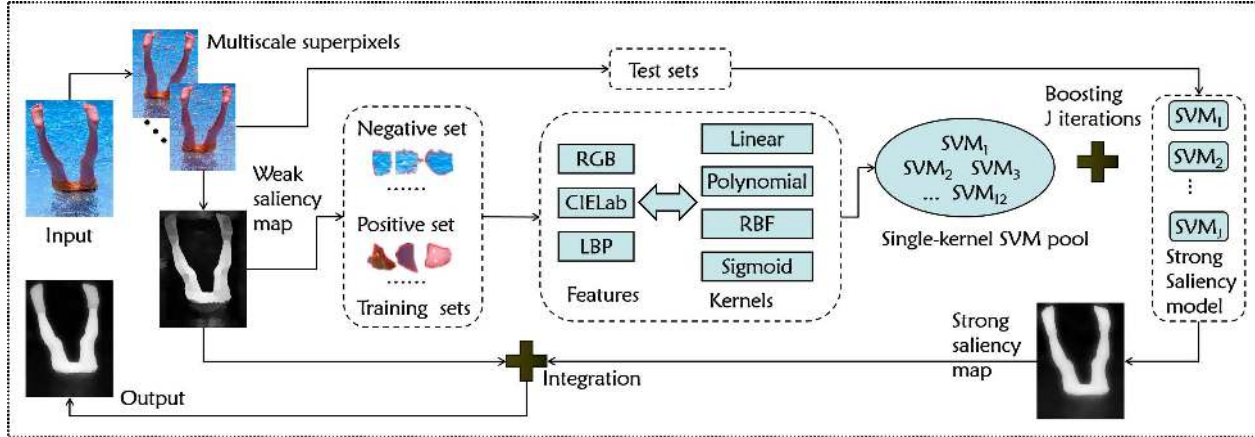 Multiscale superpixels
Input
Weak
saliency
map
Output
Negative set
......
Positive set
......
Training sets
Test sets
RGB
CIELab
LBP
Features
Linear
Polynomial
RBF
Sigmoid
Kernels
SVM₁
SVM₂ SVM₃
... SVM₁₂
Single-kernel SVM pool
Boosting
J iterations
SVM₁
SVM₂
⋮
SVM_J
Strong
Saliency
model
Strong
saliency
map
Integration